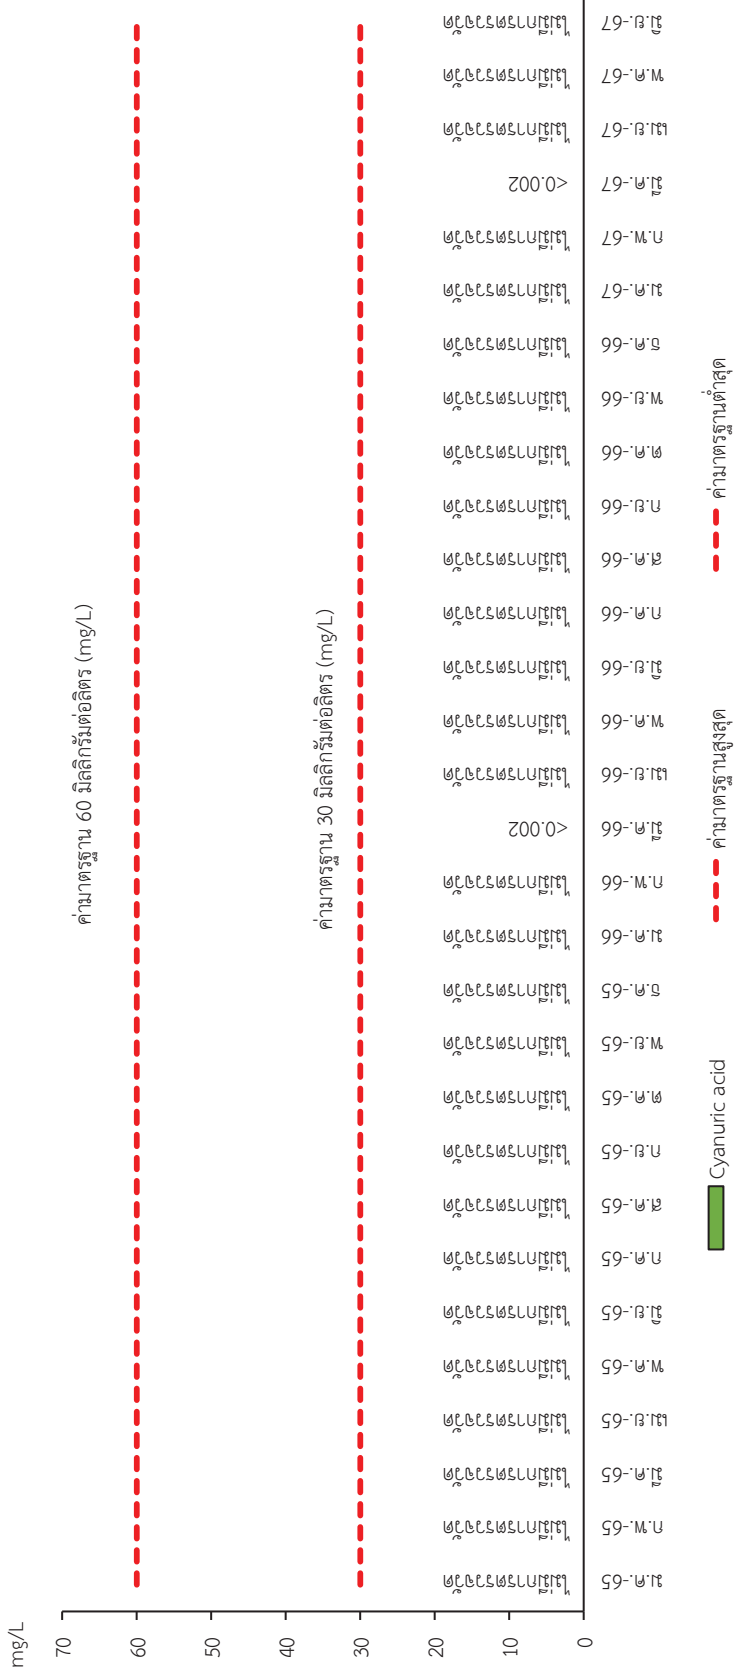 mg/L
70
60
50
40
30
20
10
0
ค่ามาตรฐาน 60 มิลลิกรัมต่อลิตร (mg/L)
ค่ามาตรฐาน 30 มิลลิกรัมต่อลิตร (mg/L)
ไม่มีการตรวจวัด
ไม่มีการตรวจวัด
ไม่มีการตรวจวัด
ไม่มีการตรวจวัด
ไม่มีการตรวจวัด
ไม่มีการตรวจวัด
ไม่มีการตรวจวัด
ไม่มีการตรวจวัด
ไม่มีการตรวจวัด
ไม่มีการตรวจวัด
ไม่มีการตรวจวัด
ไม่มีการตรวจวัด
ไม่มีการตรวจวัด
ไม่มีการตรวจวัด
<0.002
ไม่มีการตรวจวัด
ไม่มีการตรวจวัด
ไม่มีการตรวจวัด
ไม่มีการตรวจวัด
ไม่มีการตรวจวัด
ไม่มีการตรวจวัด
ไม่มีการตรวจวัด
ไม่มีการตรวจวัด
ไม่มีการตรวจวัด
ไม่มีการตรวจวัด
ไม่มีการตรวจวัด
<0.002
ไม่มีการตรวจวัด
ไม่มีการตรวจวัด
ไม่มีการตรวจวัด
ม.ค.-65
ก.พ.-65
มี.ค.-65
เม.ย.-65
พ.ค.-65
มิ.ย.-65
ก.ค.-65
ส.ค.-65
ก.ย.-65
ต.ค.-65
พ.ย.-65
ธ.ค.-65
ม.ค.-66
ก.พ.-66
มี.ค.-66
เม.ย.-66
พ.ค.-66
มิ.ย.-66
ก.ค.-66
ส.ค.-66
ก.ย.-66
ต.ค.-66
พ.ย.-66
ธ.ค.-66
ม.ค.-67
ก.พ.-67
มี.ค.-67
เม.ย.-67
พ.ค.-67
มิ.ย.-67
Cyanuric acid
ค่ามาตรฐานสูงสุด
ค่ามาตรฐานต่ำสุด